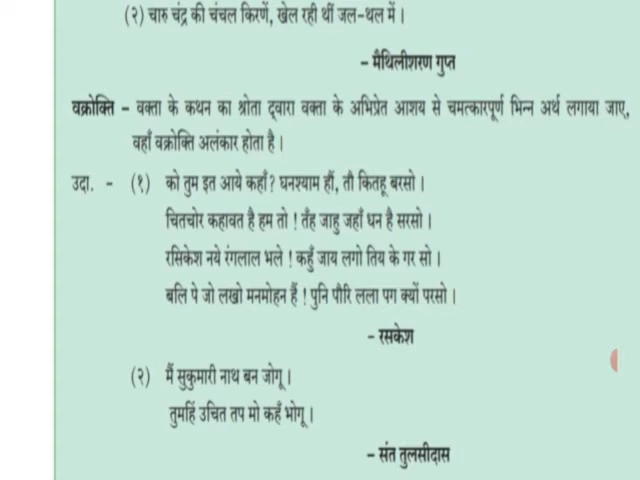 (२) चारु चंद्र की चंचल किरणें, खेल रही थीं जल-थल में।
- मैथिलीशरण गुप्त
वक्रोक्ति - वक्ता के कथन का श्रोता द्‌वारा वक्ता के अभिप्रेत आशय से चमत्कारपूर्ण भिन्न अर्थ लगाया जाए,
वहाँ वक्रोक्ति अलंकार होता है।
उदा. - (१) को तुम इत आये कहाँ? घनश्याम हौं, तौ कितहू बरसो।
चितचोर कहावत है हम तो ! तँह जाहु जहाँ धन है सरसो।
रसिकेश नये रंगलाल भले ! कहुँ जाय लगो तिय के गर सो।
बलि पे जो लखो मनमोहन हैं ! पुनि पौरि लला पग क्यों परसो।
- रसकेश
(२) मैं सुकुमारी नाथ बन जोगू।
तुमहिं उचित तप मो कहँ भोगू।
- संत तुलसीदास